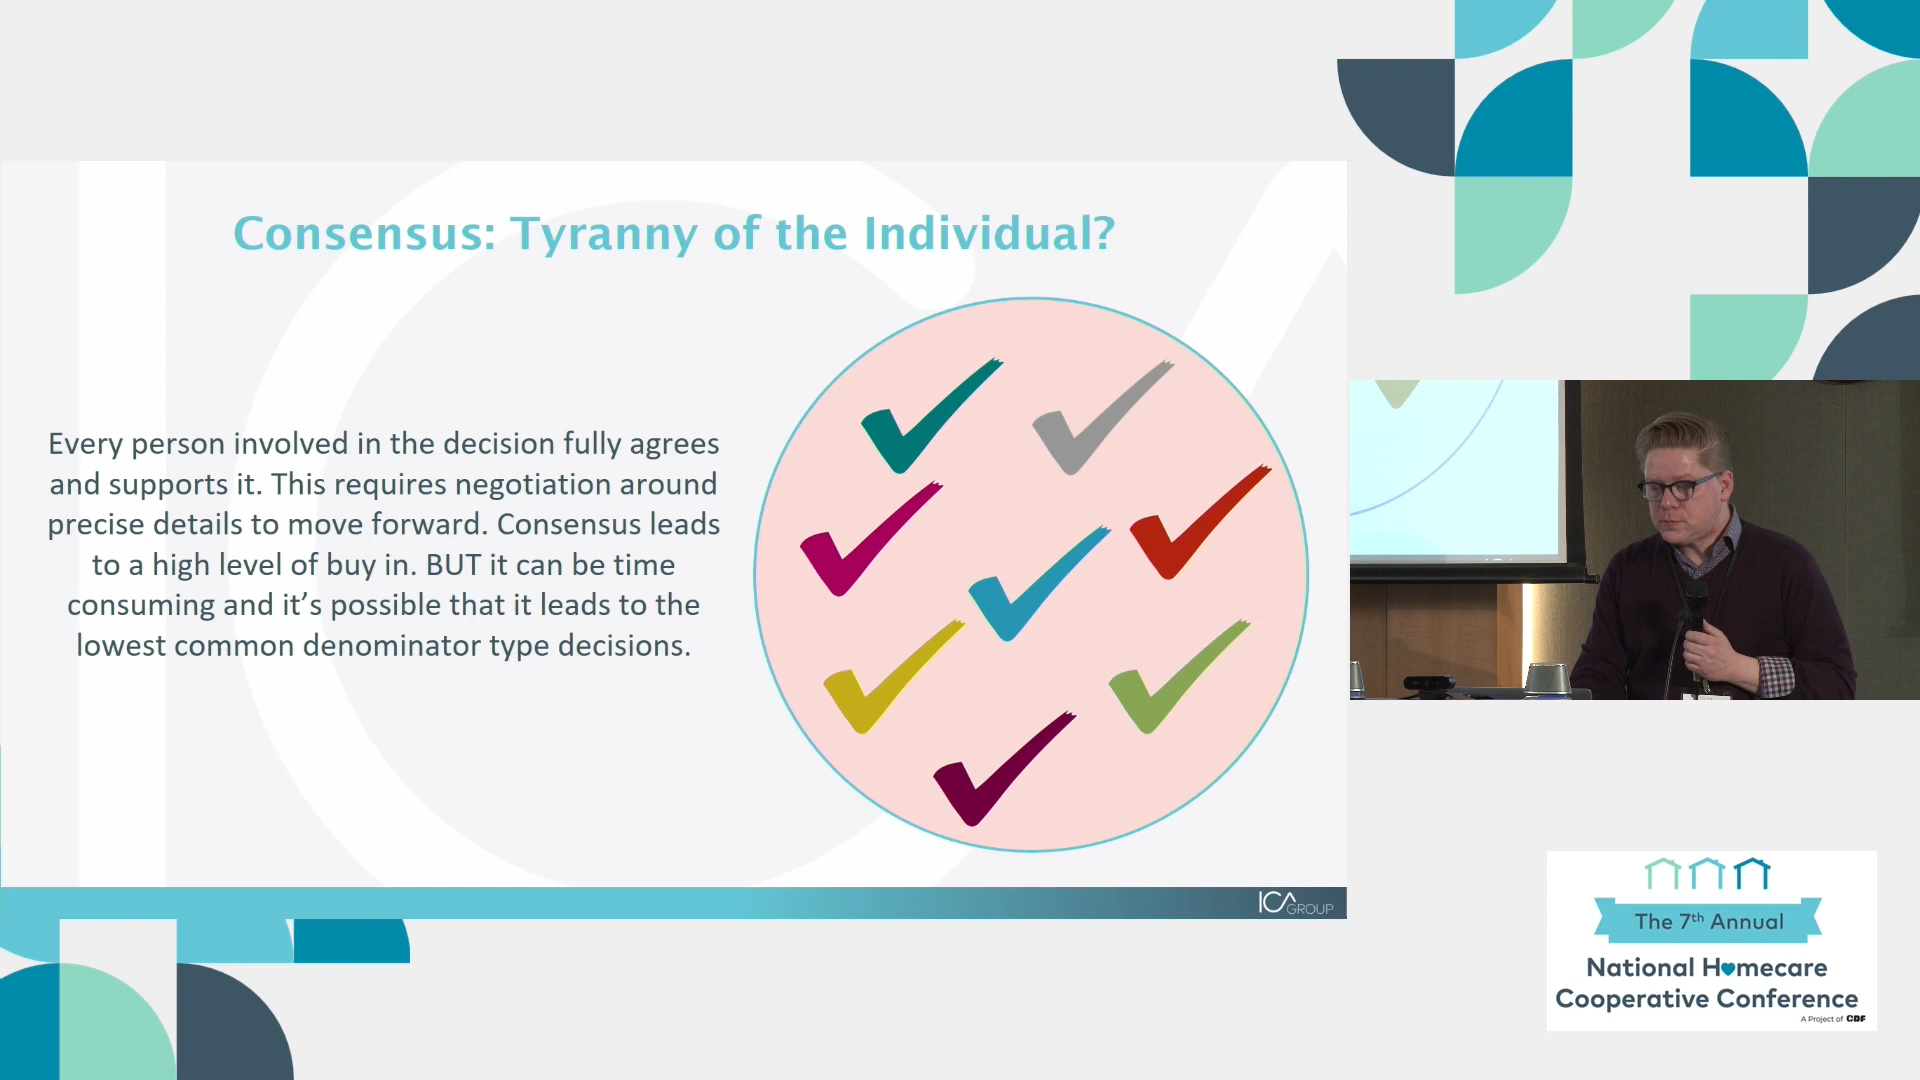 Consensus: Tyranny of the Individual?
Every person involved in the decision fully agrees
and supports it. This requires negotiation around
precise details to move forward. Consensus leads
to a high level of buy in. BUT it can be time
consuming and it’s possible that it leads to the
lowest common denominator type decisions.
ICA GROUP
The 7th Annual
National Homecare
Cooperative Conference
A Project of CDF